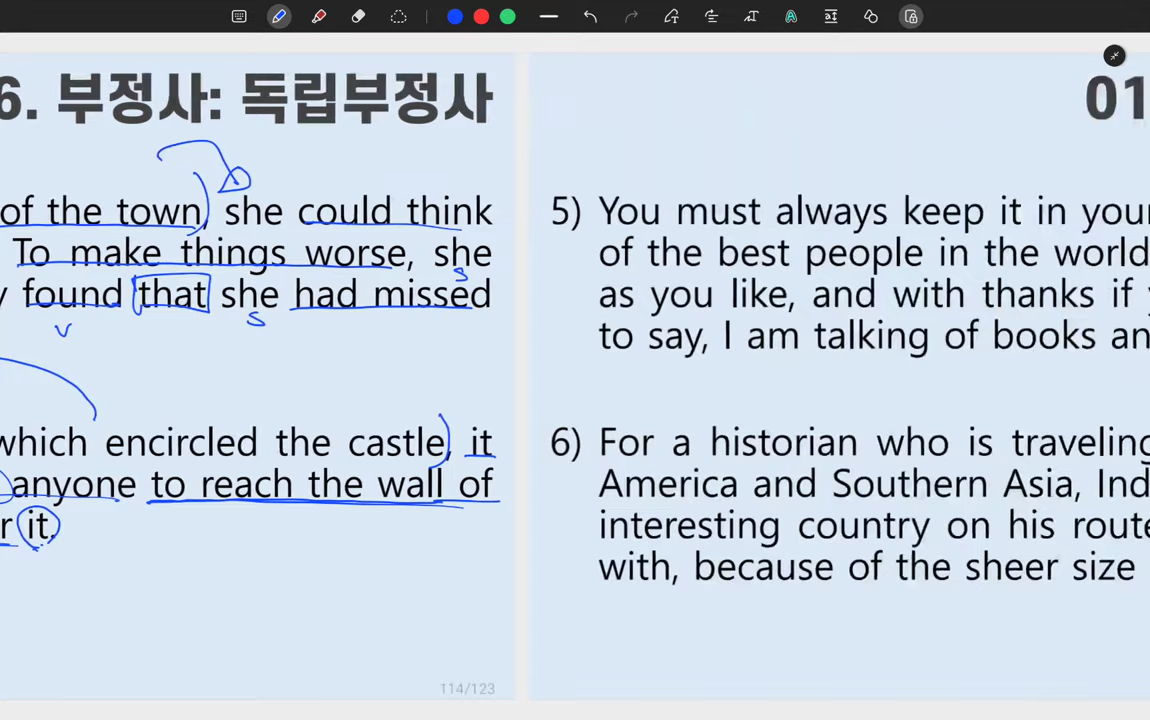 6. 부정사: 독립부정사
of the town, she could think
To make things worse, she
found that she had missed
s
v
s
which encircled the castle, it
anyone to reach the wall of
r it.
114/123
01
5) You must always keep it in your
of the best people in the world
as you like, and with thanks if
to say, I am talking of books an
6) For a historian who is traveling
America and Southern Asia, Ind
interesting country on his route
with, because of the sheer size